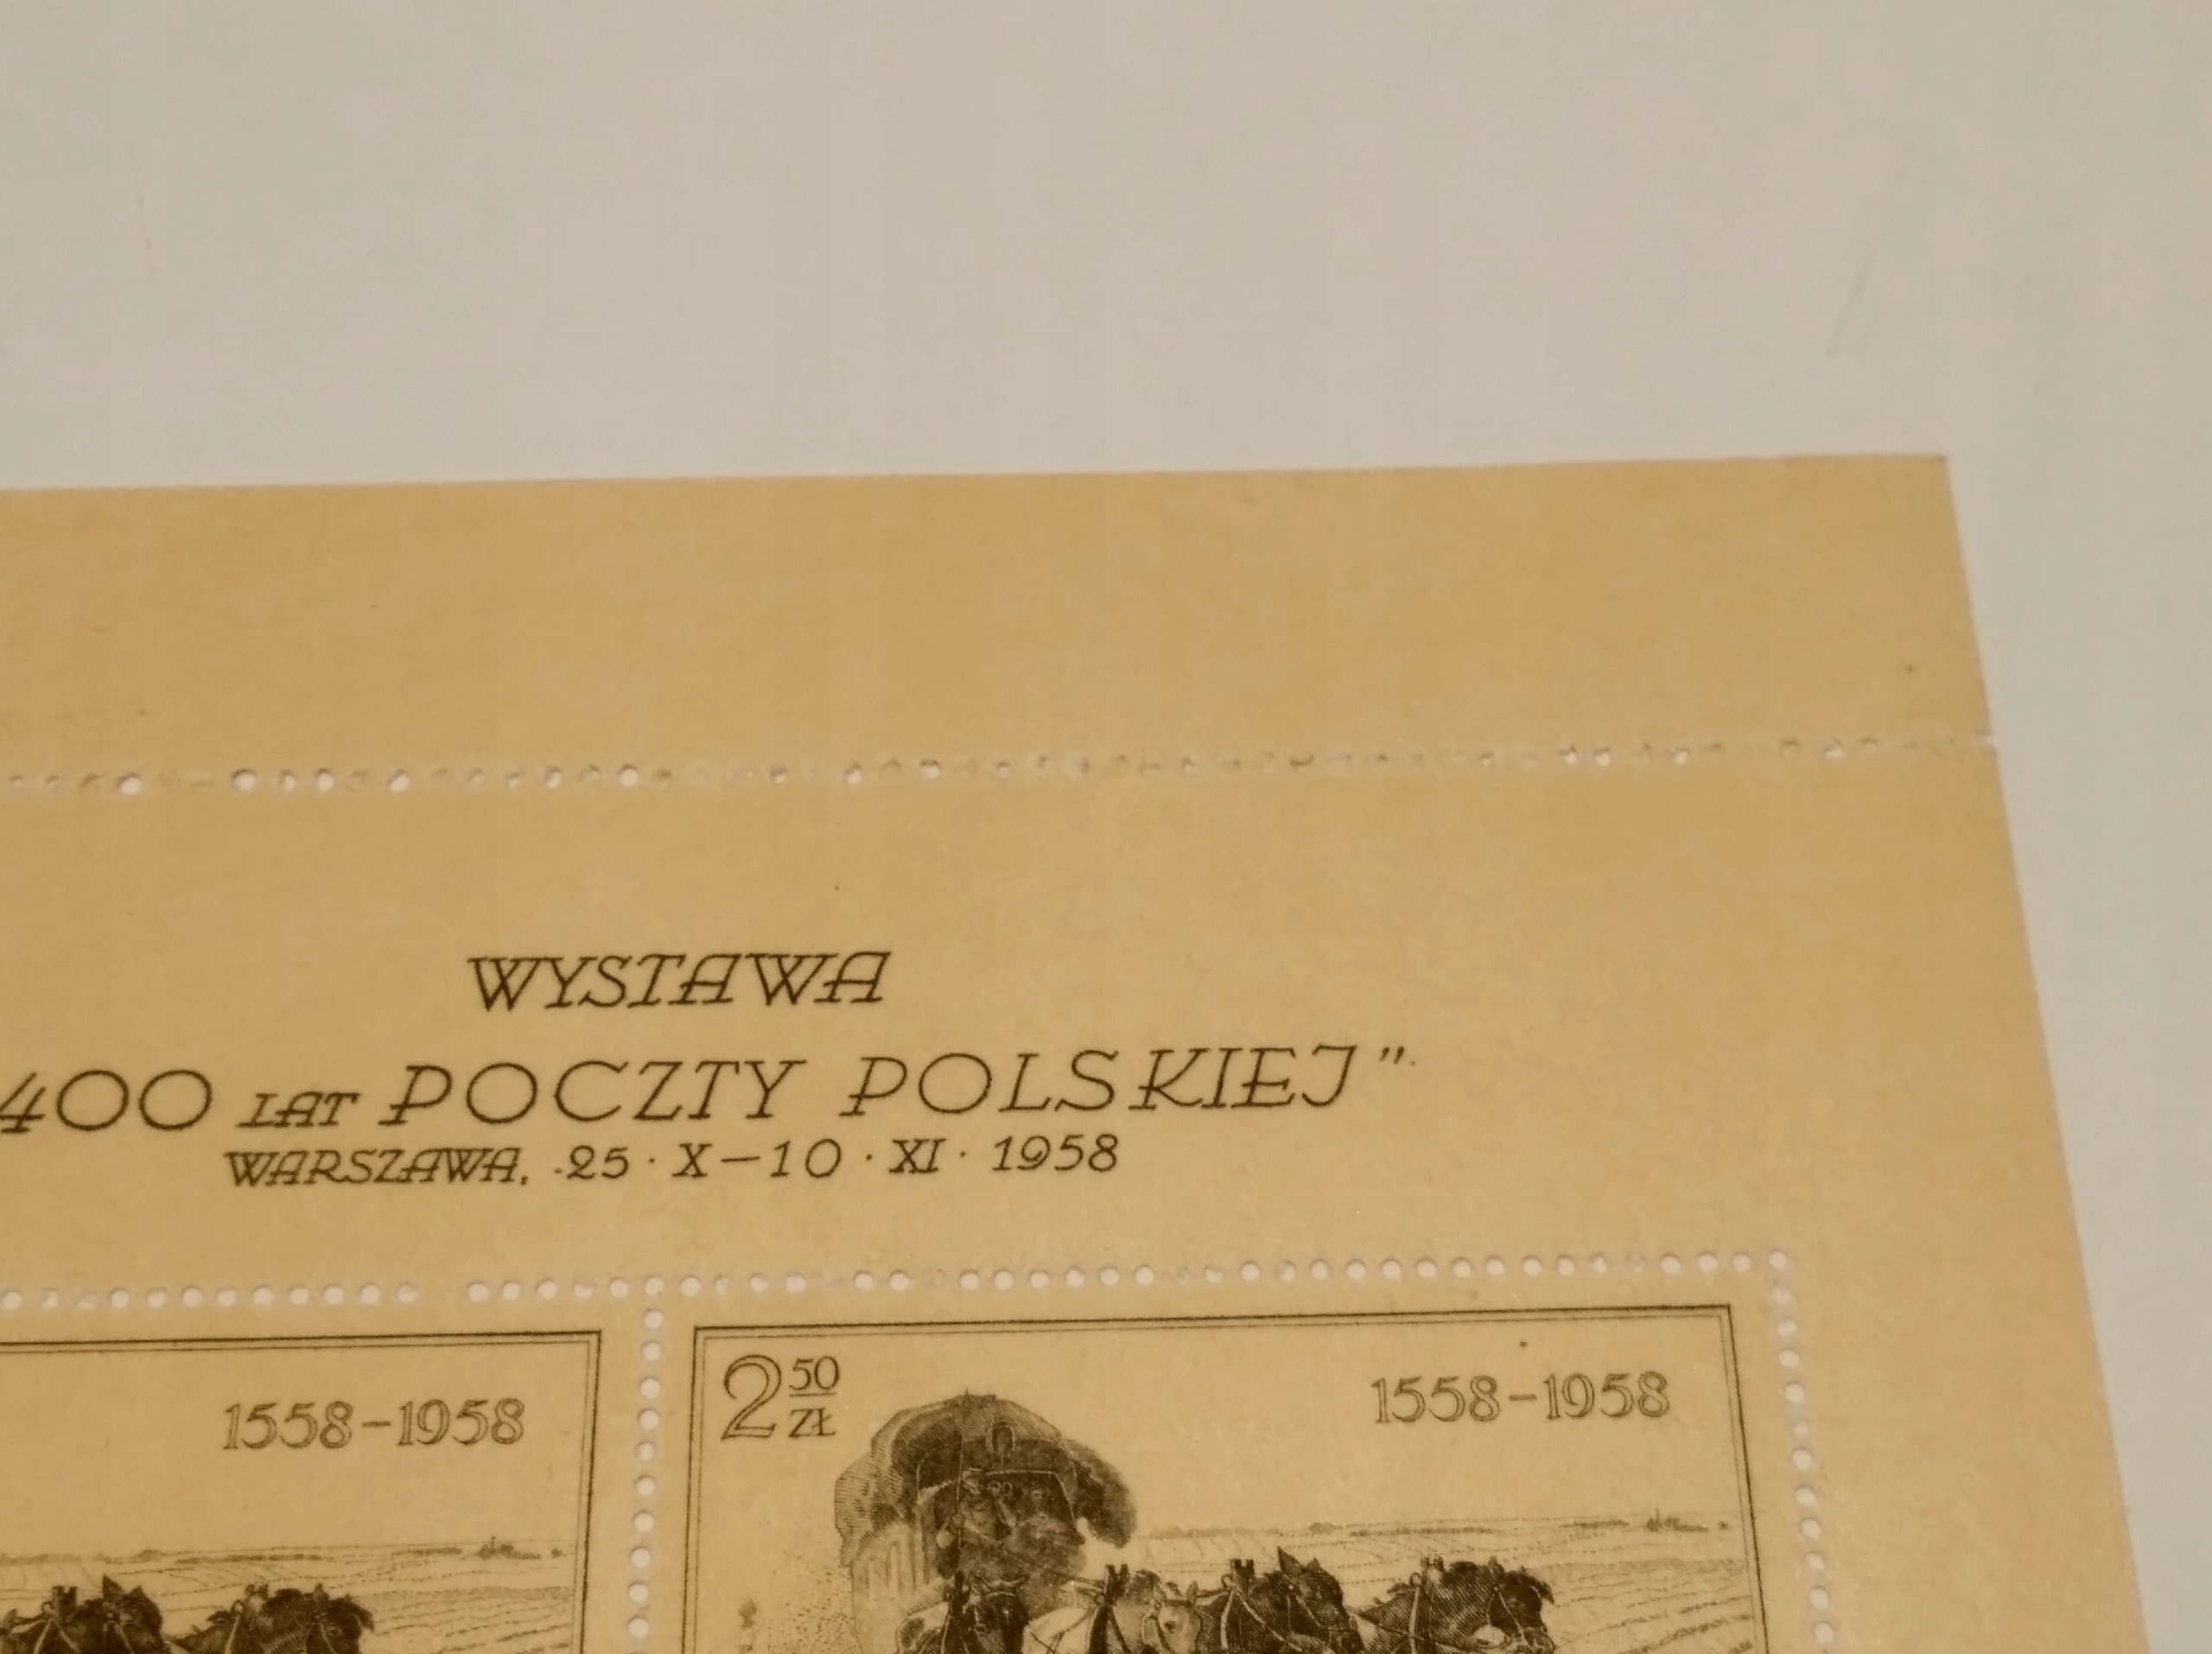 WYSTAWA
400 LAT POCZTY POLSKIEJ”
WARSZAWA, 25·X–10·XI·1958
1558-1958
2 50 ZŁ
1558-1958